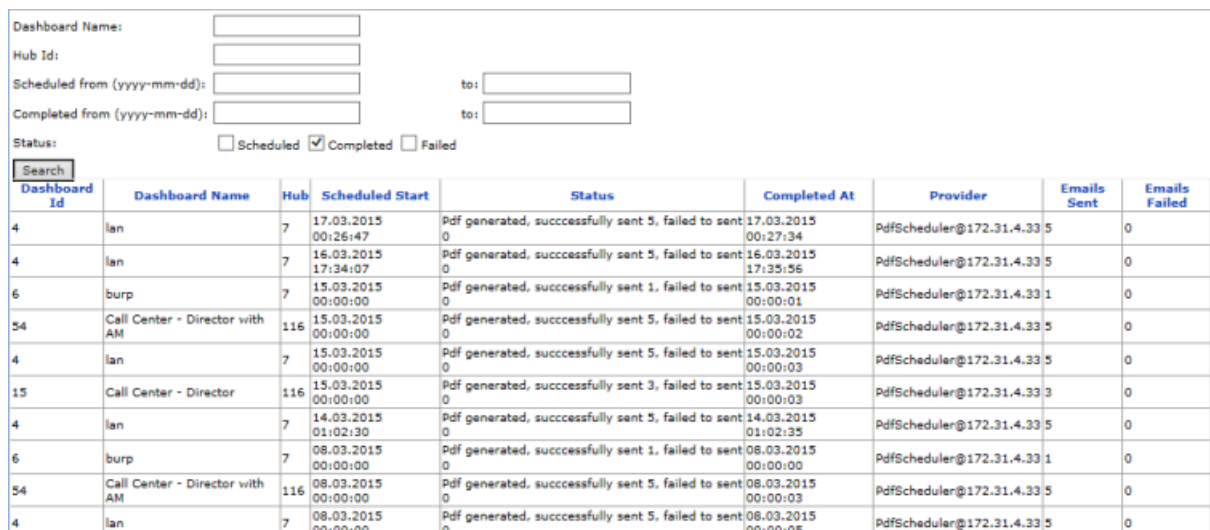 Dashboard Name:
Hub Id:
Scheduled from (yyyy-mm-dd): to:
Completed from (yyyy-mm-dd): to:
Status: Scheduled Completed Failed
Search
Dashboard Id Dashboard Name Hub Scheduled Start Status Completed At Provider Emails Sent Emails Failed
4 lan 7 17.03.2015 00:26:47 Pdf generated, succcessfully sent 5, failed to sent 0 17.03.2015 00:27:34 PdfScheduler@172.31.4.33 5 0
4 lan 7 16.03.2015 17:34:07 Pdf generated, succcessfully sent 5, failed to sent 0 16.03.2015 17:35:56 PdfScheduler@172.31.4.33 5 0
6 burp 7 15.03.2015 00:00:00 Pdf generated, succcessfully sent 1, failed to sent 0 15.03.2015 00:00:01 PdfScheduler@172.31.4.33 1 0
54 Call Center - Director with AM 116 15.03.2015 00:00:00 Pdf generated, succcessfully sent 5, failed to sent 0 15.03.2015 00:00:02 PdfScheduler@172.31.4.33 5 0
4 lan 7 15.03.2015 00:00:00 Pdf generated, succcessfully sent 5, failed to sent 0 15.03.2015 00:00:03 PdfScheduler@172.31.4.33 5 0
15 Call Center - Director 116 15.03.2015 00:00:00 Pdf generated, succcessfully sent 3, failed to sent 0 15.03.2015 00:00:03 PdfScheduler@172.31.4.33 3 0
4 lan 7 14.03.2015 01:02:30 Pdf generated, succcessfully sent 5, failed to sent 0 14.03.2015 01:02:35 PdfScheduler@172.31.4.33 5 0
6 burp 7 08.03.2015 00:00:00 Pdf generated, succcessfully sent 1, failed to sent 0 08.03.2015 00:00:00 PdfScheduler@172.31.4.33 1 0
54 Call Center - Director with AM 116 08.03.2015 00:00:00 Pdf generated, succcessfully sent 5, failed to sent 0 08.03.2015 00:00:03 PdfScheduler@172.31.4.33 5 0
4 lan 7 08.03.2015 Pdf generated, succcessfully sent 5, failed to sent 08.03.2015 PdfScheduler@172.31.4.33 5 0